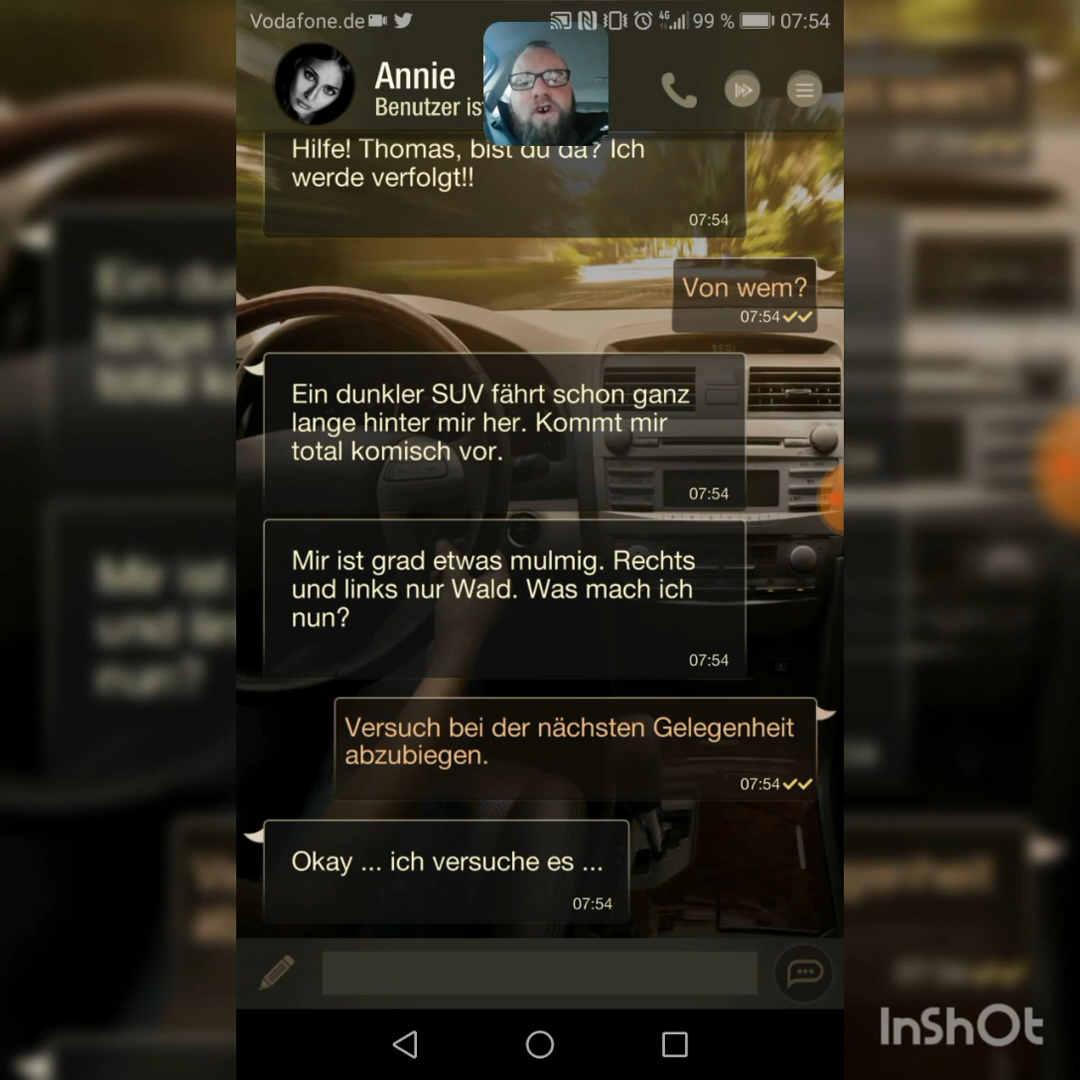 Vodafone.de 4G 99 % 07:54
Annie
Benutzer is
Hilfe! Thomas, bist du da? Ich
werde verfolgt!!
07:54
Von wem?
07:54
Ein dunkler SUV fährt schon ganz
lange hinter mir her. Kommt mir
total komisch vor.
07:54
Mir ist grad etwas mulmig. Rechts
und links nur Wald. Was mach ich
nun?
07:54
Versuch bei der nächsten Gelegenheit
abzubiegen.
07:54
Okay ... ich versuche es ...
07:54
InShOt